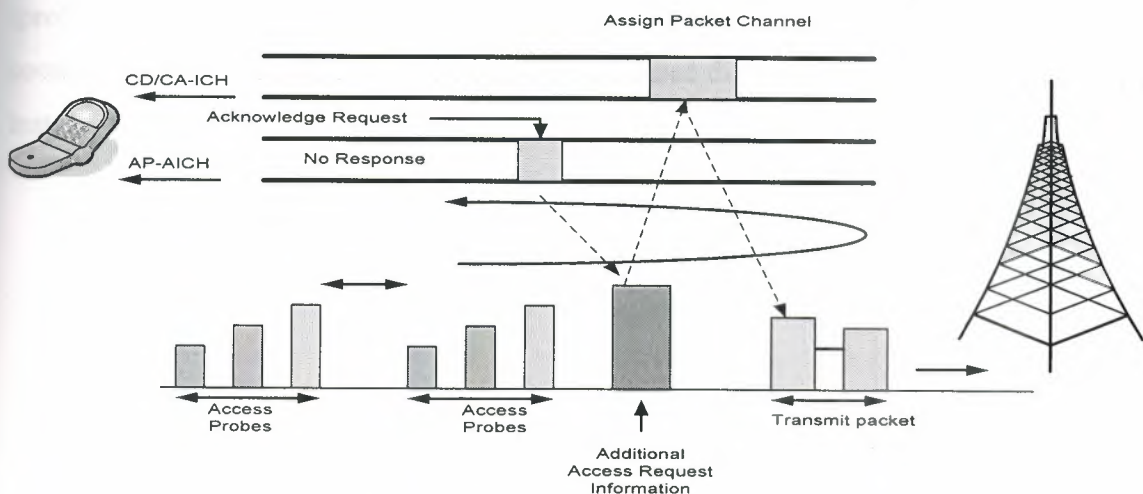 Assign Packet Channel
CD/CA-ICH
Acknowledge Request
No Response
AP-AICH
Access
Probes
Access
Probes
Transmit packet
Additional
Access Request
Information